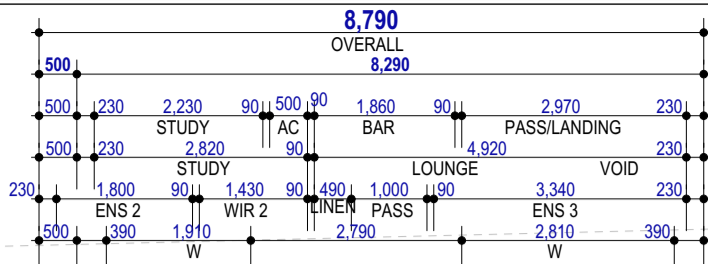 8,790
OVERALL
500 8,290
500 230 2,230 90 500 90 1,860 90 2,970 230
STUDY AC BAR PASS/LANDING
500 230 2,820 90 4,920 230
STUDY LOUNGE VOID
230 1,800 90 1,430 90 490 1,000 90 3,340 230
ENS 2 WIR 2 LINEN PASS ENS 3
500 390 1,910 2,790 2,810 390
W W